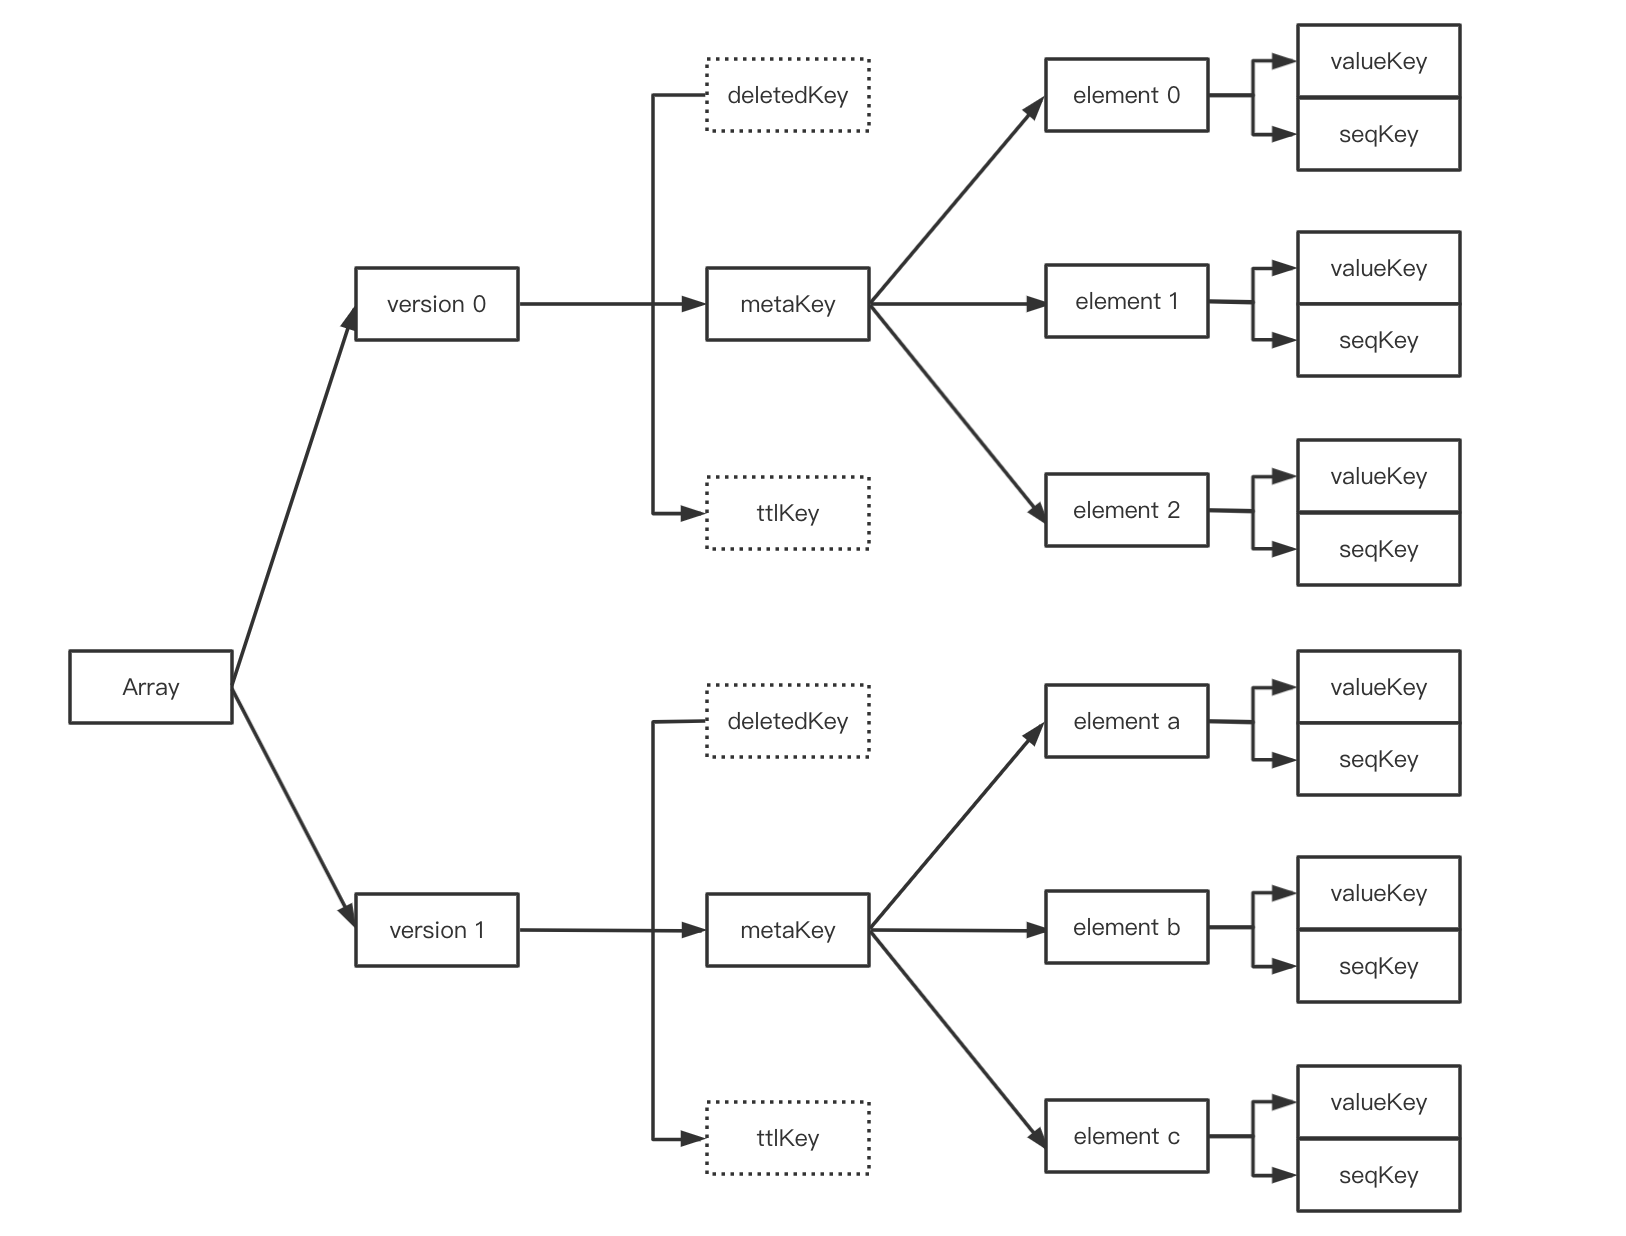 Array
version 0
deletedKey
metaKey
ttlKey
element 0
valueKey
seqKey
element 1
valueKey
seqKey
element 2
valueKey
seqKey
version 1
deletedKey
metaKey
ttlKey
element a
valueKey
seqKey
element b
valueKey
seqKey
element c
valueKey
seqKey